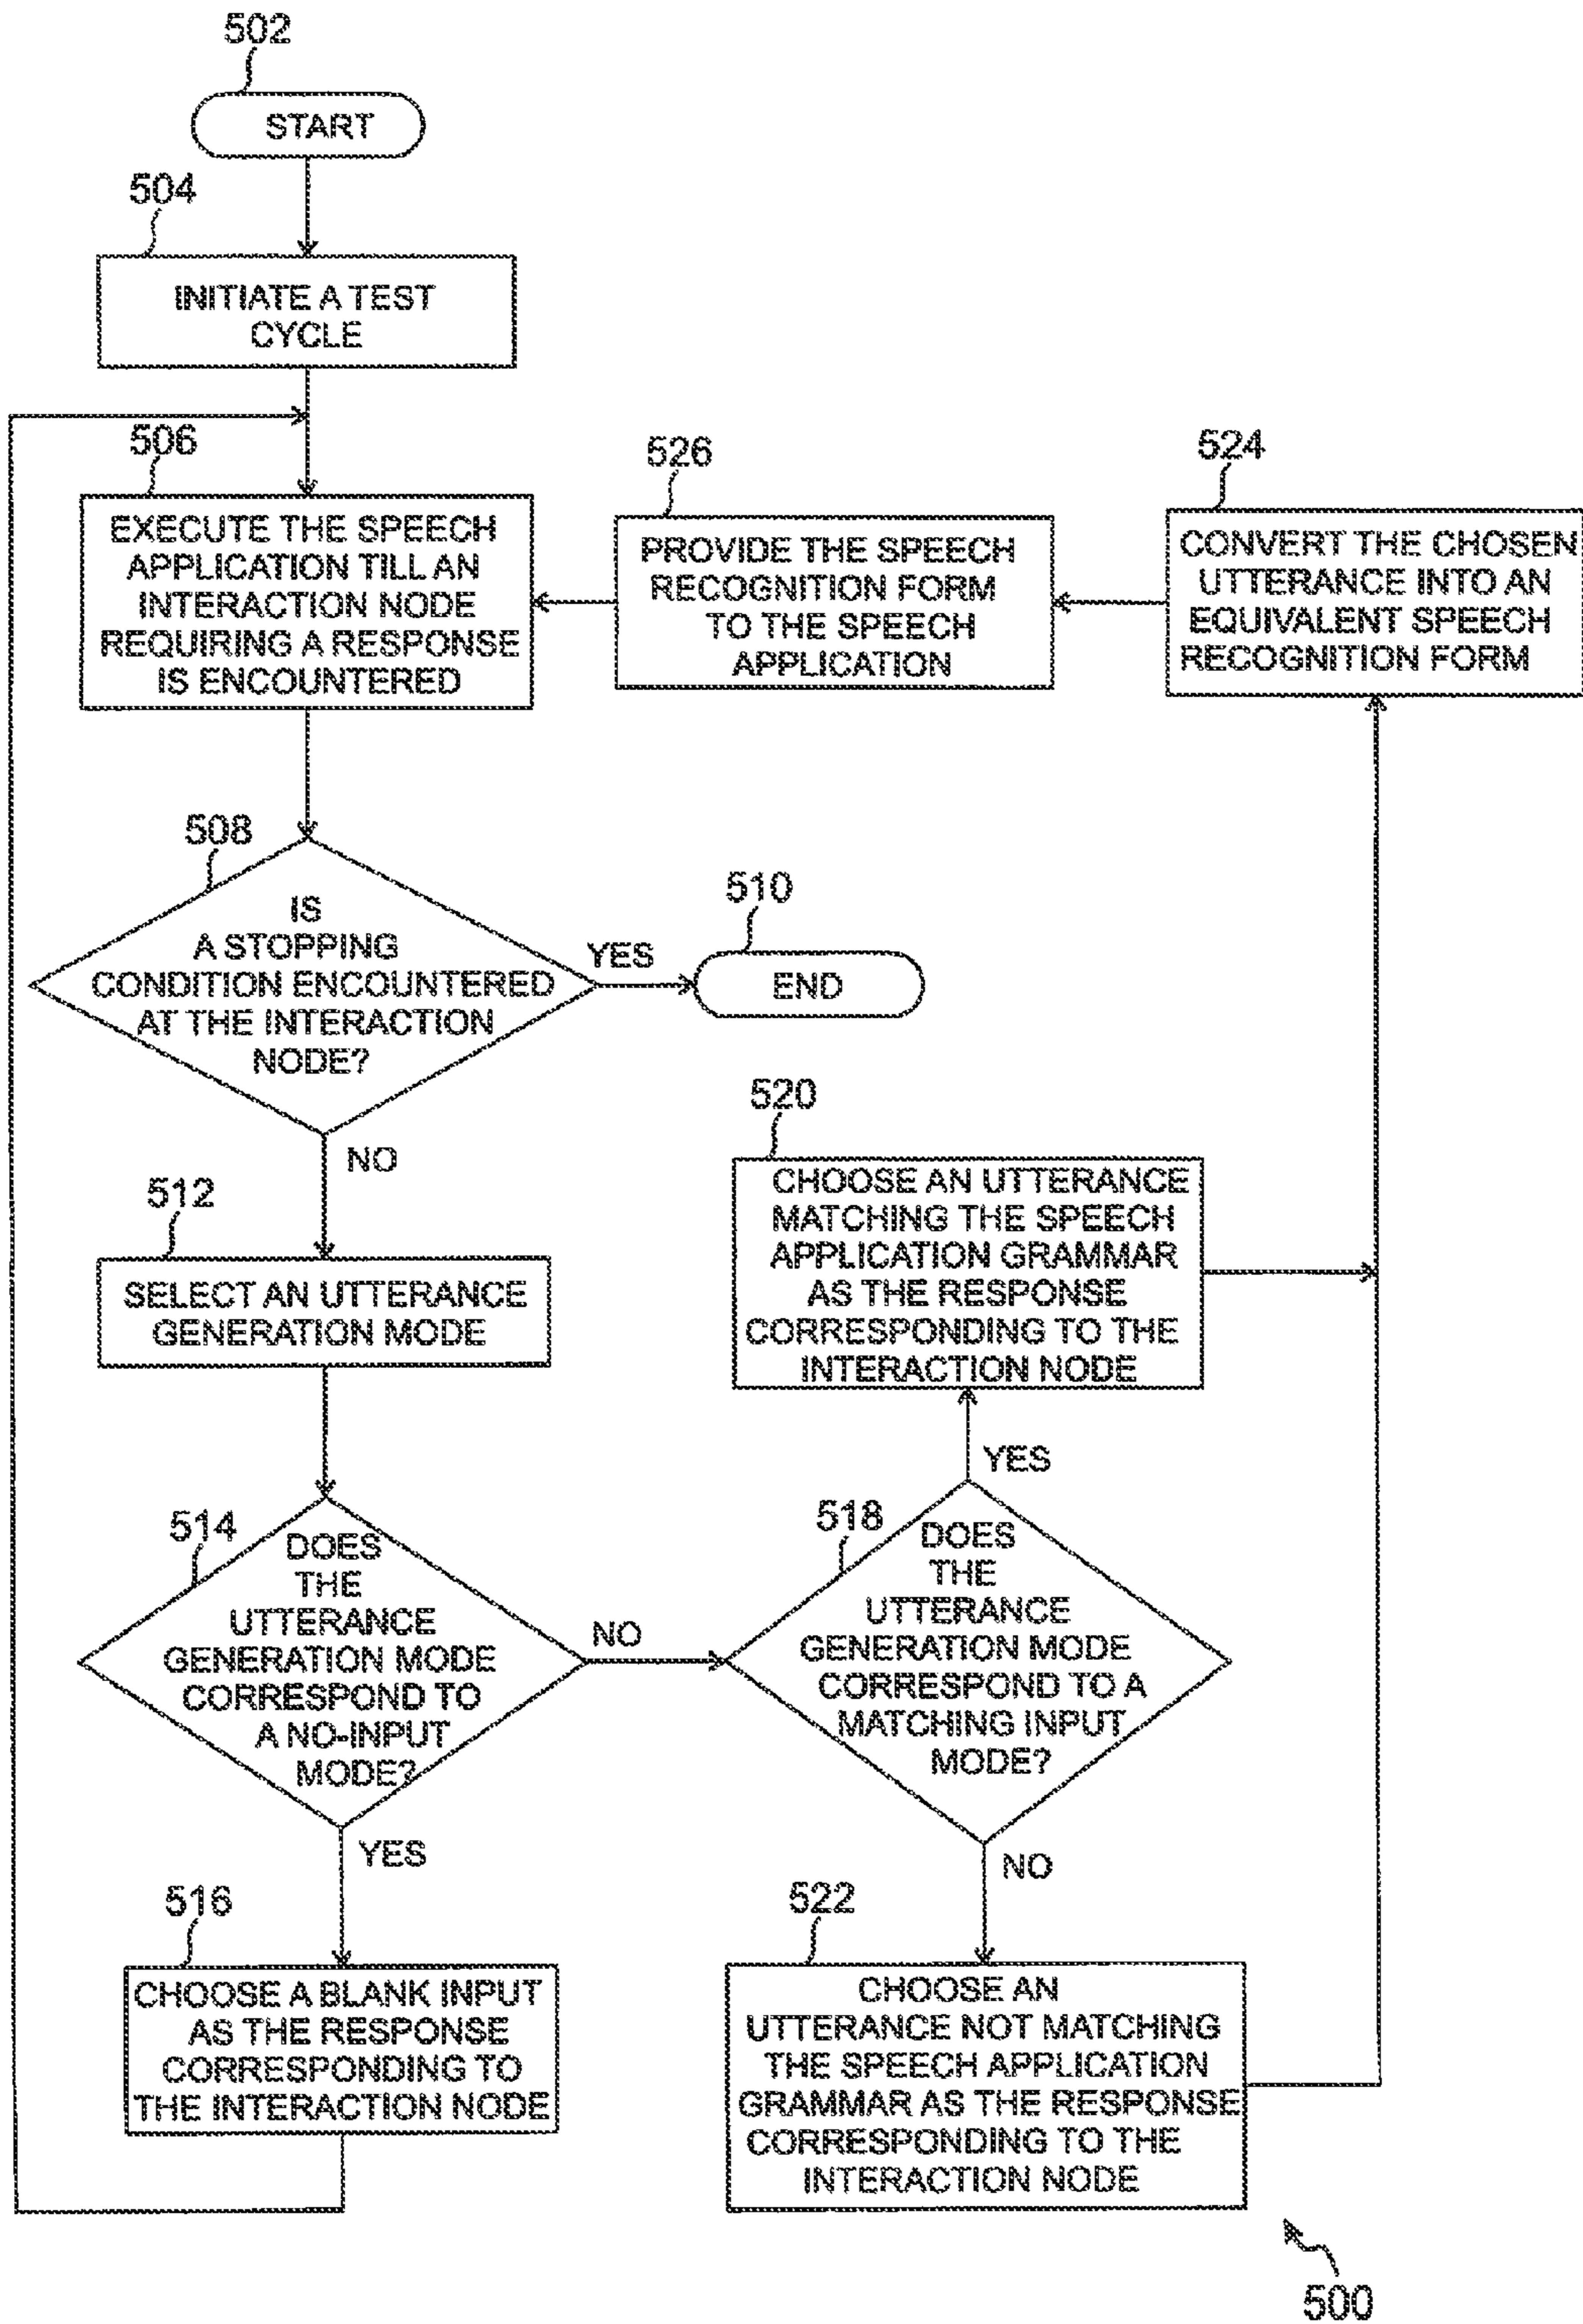 502
START
504
INITIATE A TEST
CYCLE
506
EXECUTE THE SPEECH
APPLICATION TILL AN
INTERACTION NODE
REQUIRING A RESPONSE
IS ENCOUNTERED
526
PROVIDE THE SPEECH
RECOGNITION FORM
TO THE SPEECH
APPLICATION
524
CONVERT THE CHOSEN
UTTERANCE INTO AN
EQUIVALENT SPEECH
RECOGNITION FORM
508
IS
A STOPPING
CONDITION ENCOUNTERED
AT THE INTERACTION
NODE?
YES
510
END
NO
512
SELECT AN UTTERANCE
GENERATION MODE
520
CHOOSE AN UTTERANCE
MATCHING THE SPEECH
APPLICATION GRAMMAR
AS THE RESPONSE
CORRESPONDING TO THE
INTERACTION NODE
514
DOES
THE
UTTERANCE
GENERATION MODE
CORRESPOND TO
A NO-INPUT
MODE?
NO
YES
518
DOES
THE
UTTERANCE
GENERATION MODE
CORRESPOND TO A
MATCHING INPUT
MODE?
YES
NO
516
CHOOSE A BLANK INPUT
AS THE RESPONSE
CORRESPONDING TO
THE INTERACTION NODE
522
CHOOSE AN
UTTERANCE NOT MATCHING
THE SPEECH APPLICATION
GRAMMAR AS THE RESPONSE
CORRESPONDING TO THE
INTERACTION NODE
500